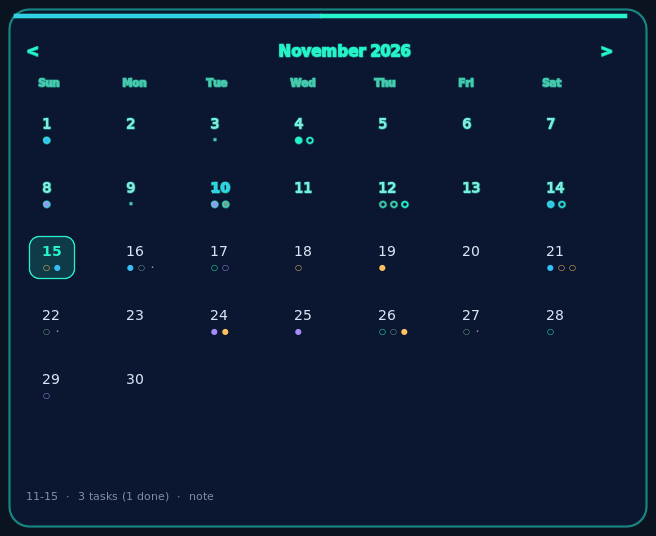 < November 2026 >
Sun Mon Tue Wed Thu Fri Sat
1 2 3 4 5 6 7
8 9 10 11 12 13 14
15 16 17 18 19 20 21
22 23 24 25 26 27 28
29 30
11-15 · 3 tasks (1 done) · note